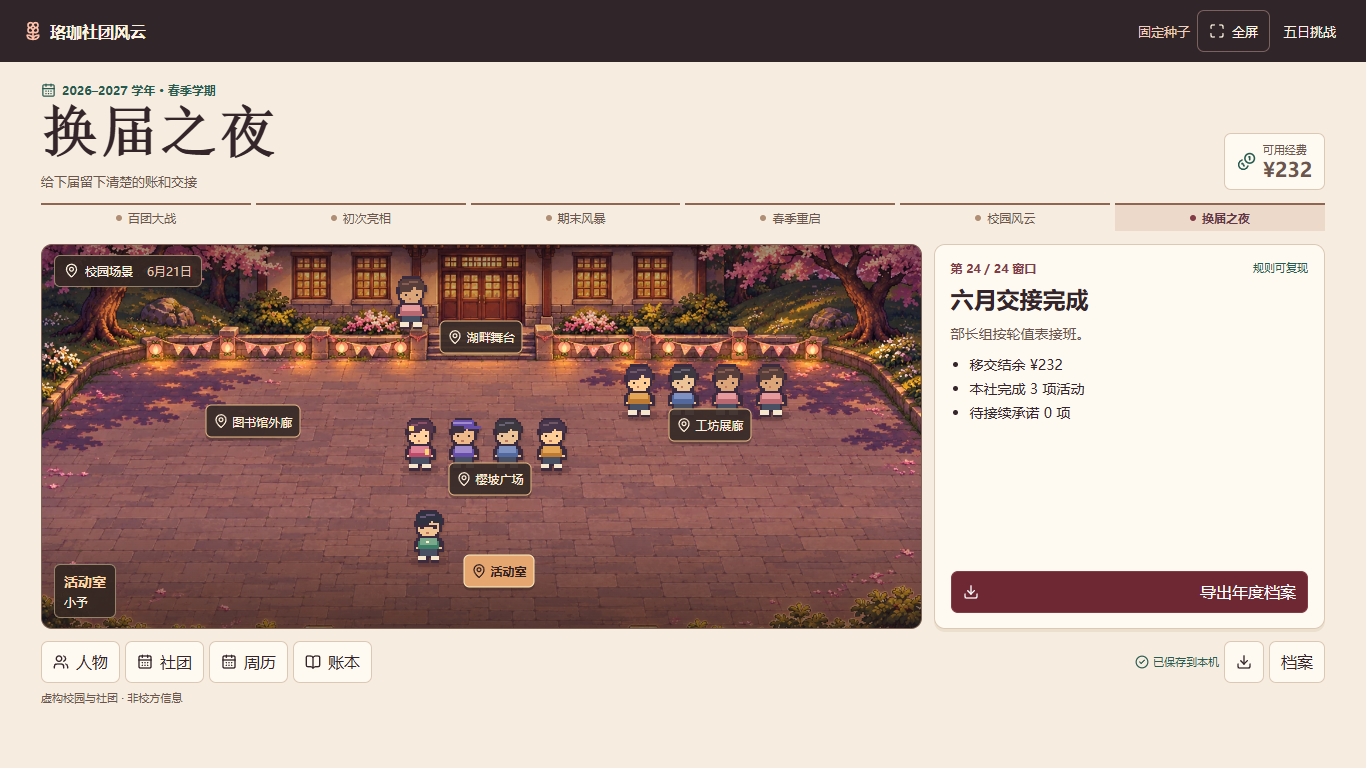 珞珈社团风云
固定种子
全屏
五日挑战
2026–2027 学年 · 春季学期
换届之夜
给下届留下清楚的账和交接
可用经费
¥232
百团大战
初次亮相
期末风暴
春季重启
校园风云
换届之夜
校园场景 6月21日
湖畔舞台
图书馆外廊
工坊展廊
樱坡广场
活动室
活动室
小予
第 24 / 24 窗口
规则可复现
六月交接完成
部长组按轮值表接班。
移交结余 ¥232
本社完成 3 项活动
待接续承诺 0 项
导出年度档案
人物
社团
周历
账本
已保存到本机
档案
虚构校园与社团 · 非校方信息